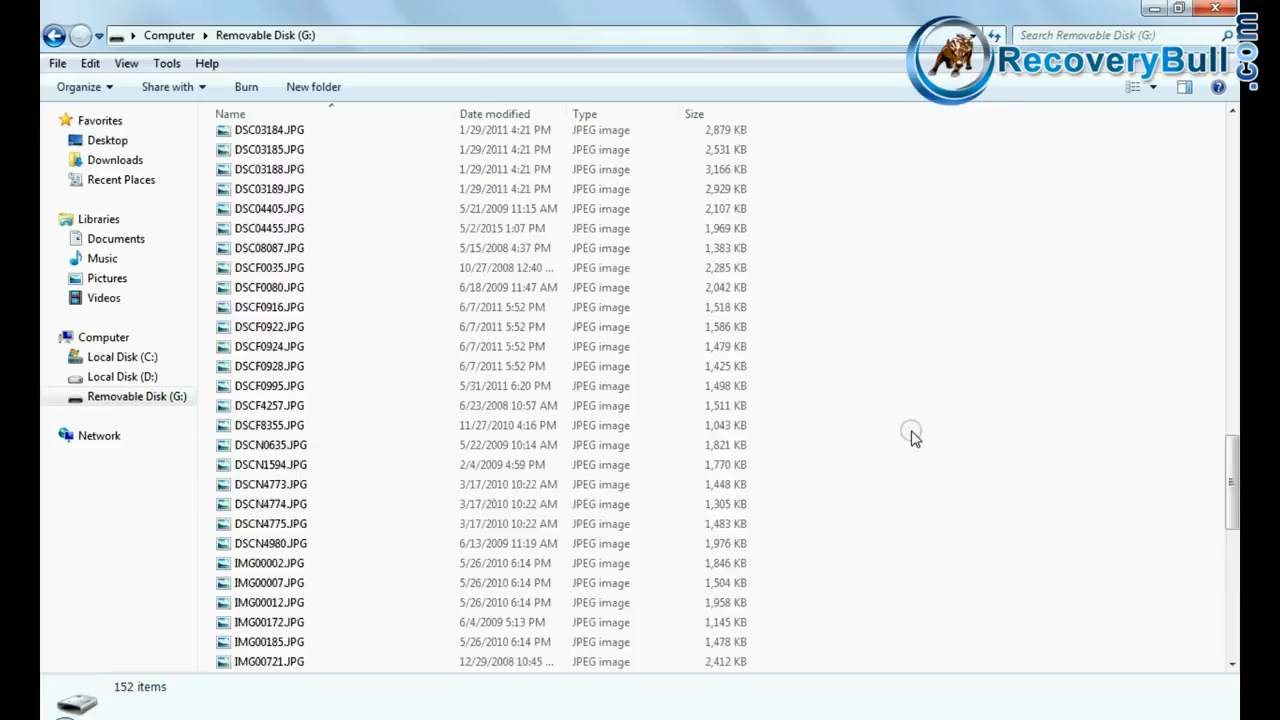 Computer Removable Disk (G:) Search Removable Disk (G:)
RecoveryBull.com
File Edit View Tools Help
Organize Share with Burn New folder
Name Date modified Type Size
Favorites
Desktop
Downloads
Recent Places
Libraries
Documents
Music
Pictures
Videos
Computer
Local Disk (C:)
Local Disk (D:)
Removable Disk (G:)
Network
DSC03184.JPG 1/29/2011 4:21 PM JPEG image 2,879 KB
DSC03185.JPG 1/29/2011 4:21 PM JPEG image 2,531 KB
DSC03188.JPG 1/29/2011 4:21 PM JPEG image 3,166 KB
DSC03189.JPG 1/29/2011 4:21 PM JPEG image 2,929 KB
DSC04405.JPG 5/21/2009 11:15 AM JPEG image 2,107 KB
DSC04455.JPG 5/2/2015 1:07 PM JPEG image 1,969 KB
DSC08087.JPG 5/15/2008 4:37 PM JPEG image 1,383 KB
DSCF0035.JPG 10/27/2008 12:40 ... JPEG image 2,285 KB
DSCF0080.JPG 6/18/2009 11:47 AM JPEG image 2,042 KB
DSCF0916.JPG 6/7/2011 5:52 PM JPEG image 1,518 KB
DSCF0922.JPG 6/7/2011 5:52 PM JPEG image 1,586 KB
DSCF0924.JPG 6/7/2011 5:52 PM JPEG image 1,479 KB
DSCF0928.JPG 6/7/2011 5:52 PM JPEG image 1,425 KB
DSCF0995.JPG 5/31/2011 6:20 PM JPEG image 1,498 KB
DSCF4257.JPG 6/23/2008 10:57 AM JPEG image 1,511 KB
DSCF8355.JPG 11/27/2010 4:16 PM JPEG image 1,043 KB
DSCN0635.JPG 5/22/2009 10:14 AM JPEG image 1,821 KB
DSCN1594.JPG 2/4/2009 4:59 PM JPEG image 1,770 KB
DSCN4773.JPG 3/17/2010 10:22 AM JPEG image 1,448 KB
DSCN4774.JPG 3/17/2010 10:22 AM JPEG image 1,305 KB
DSCN4775.JPG 3/17/2010 10:22 AM JPEG image 1,483 KB
DSCN4980.JPG 6/13/2009 11:19 AM JPEG image 1,976 KB
IMG00002.JPG 5/26/2010 6:14 PM JPEG image 1,846 KB
IMG00007.JPG 5/26/2010 6:14 PM JPEG image 1,504 KB
IMG00012.JPG 5/26/2010 6:14 PM JPEG image 1,958 KB
IMG00172.JPG 6/4/2009 5:13 PM JPEG image 1,145 KB
IMG00185.JPG 5/26/2010 6:14 PM JPEG image 1,478 KB
IMG00721.JPG 12/29/2008 10:45 ... JPEG image 2,412 KB
152 items